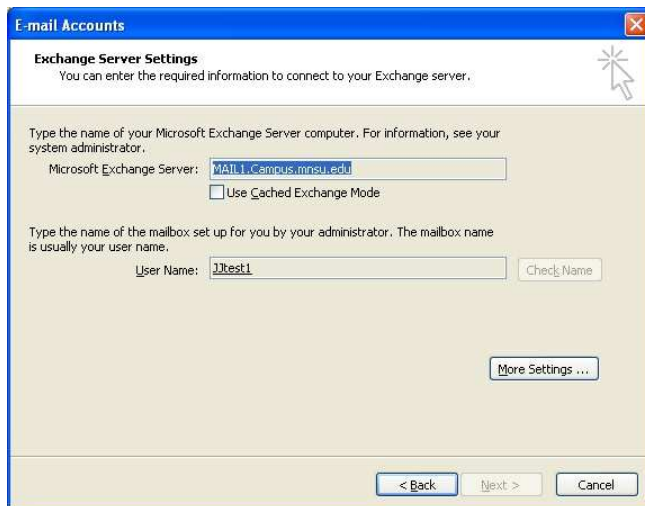 E-mail Accounts
Exchange Server Settings
You can enter the required information to connect to your Exchange server.
Type the name of your Microsoft Exchange Server computer. For information, see your
system administrator.
Microsoft Exchange Server: MAIL1.Campus.mnsu.edu
Use Cached Exchange Mode
Type the name of the mailbox set up for you by your administrator. The mailbox name
is usually your user name.
User Name: JJtest1 Check Name
More Settings ...
< Back Next > Cancel